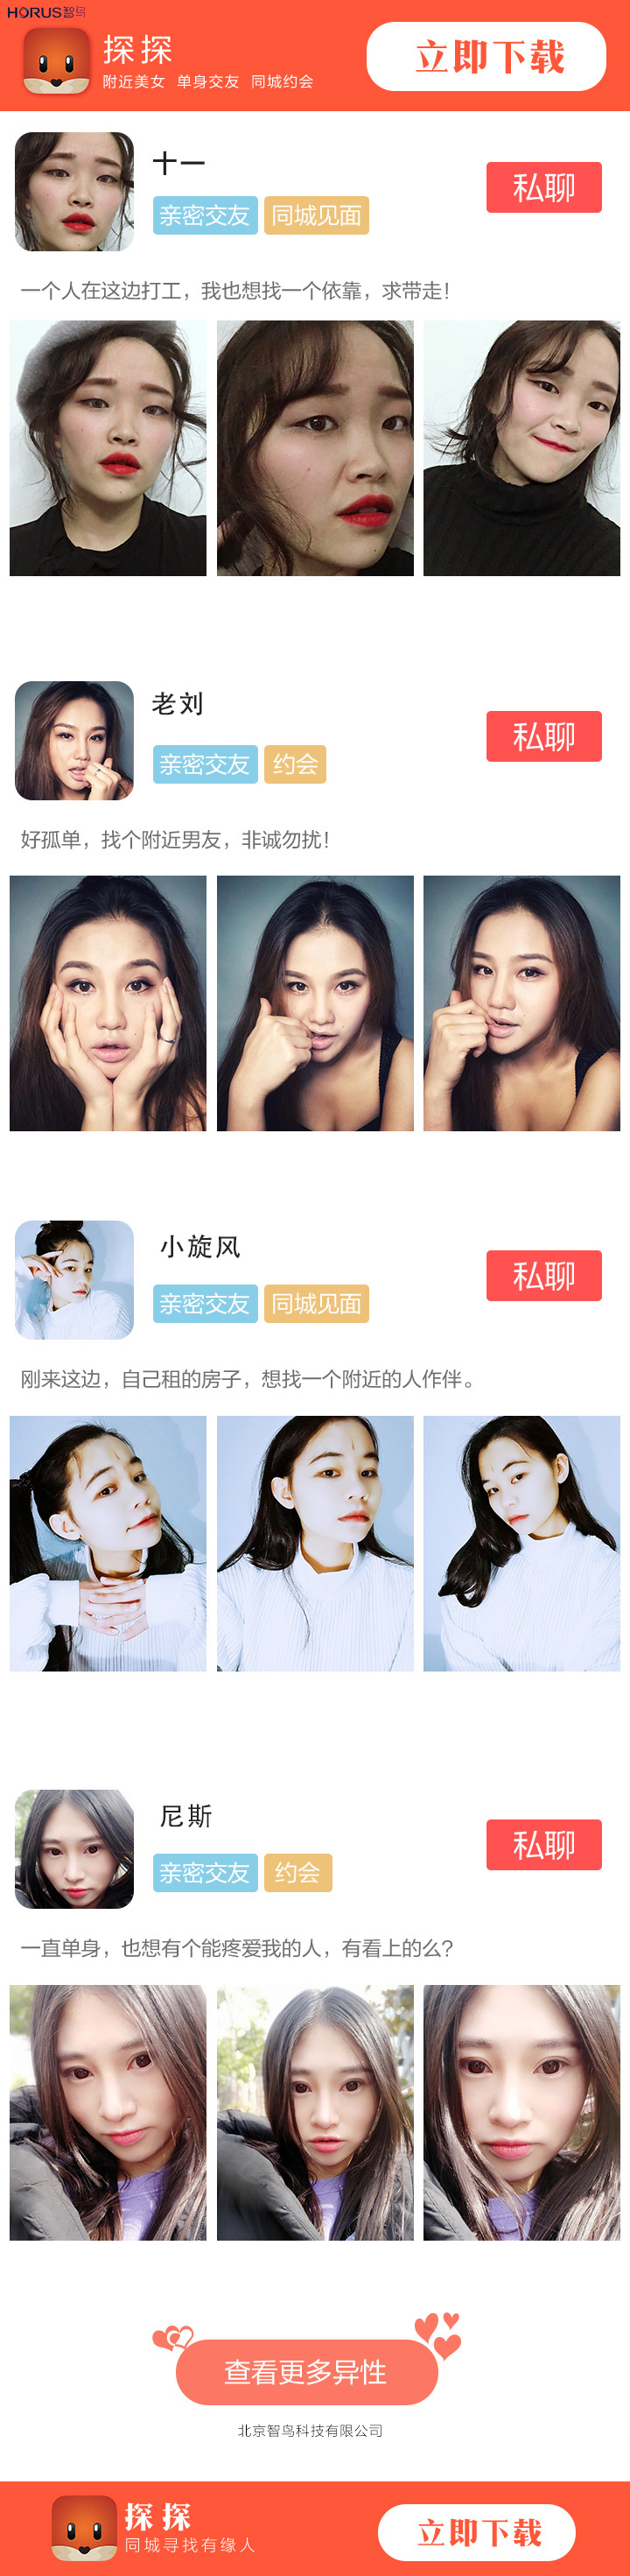 HORUS智鸟
探探
附近美女 单身交友 同城约会
立即下载
十一
亲密交友 同城见面
私聊
一个人在这边打工，我也想找一个依靠，求带走！
老刘
亲密交友 约会
私聊
好孤单，找个附近男友，非诚勿扰！
小旋风
亲密交友 同城见面
私聊
刚来这边，自己租的房子，想找一个附近的人作伴。
尼斯
亲密交友 约会
私聊
一直单身，也想有个能疼爱我的人，有看上的么？
查看更多异性
北京智鸟科技有限公司
探探
同城寻找有缘人
立即下载